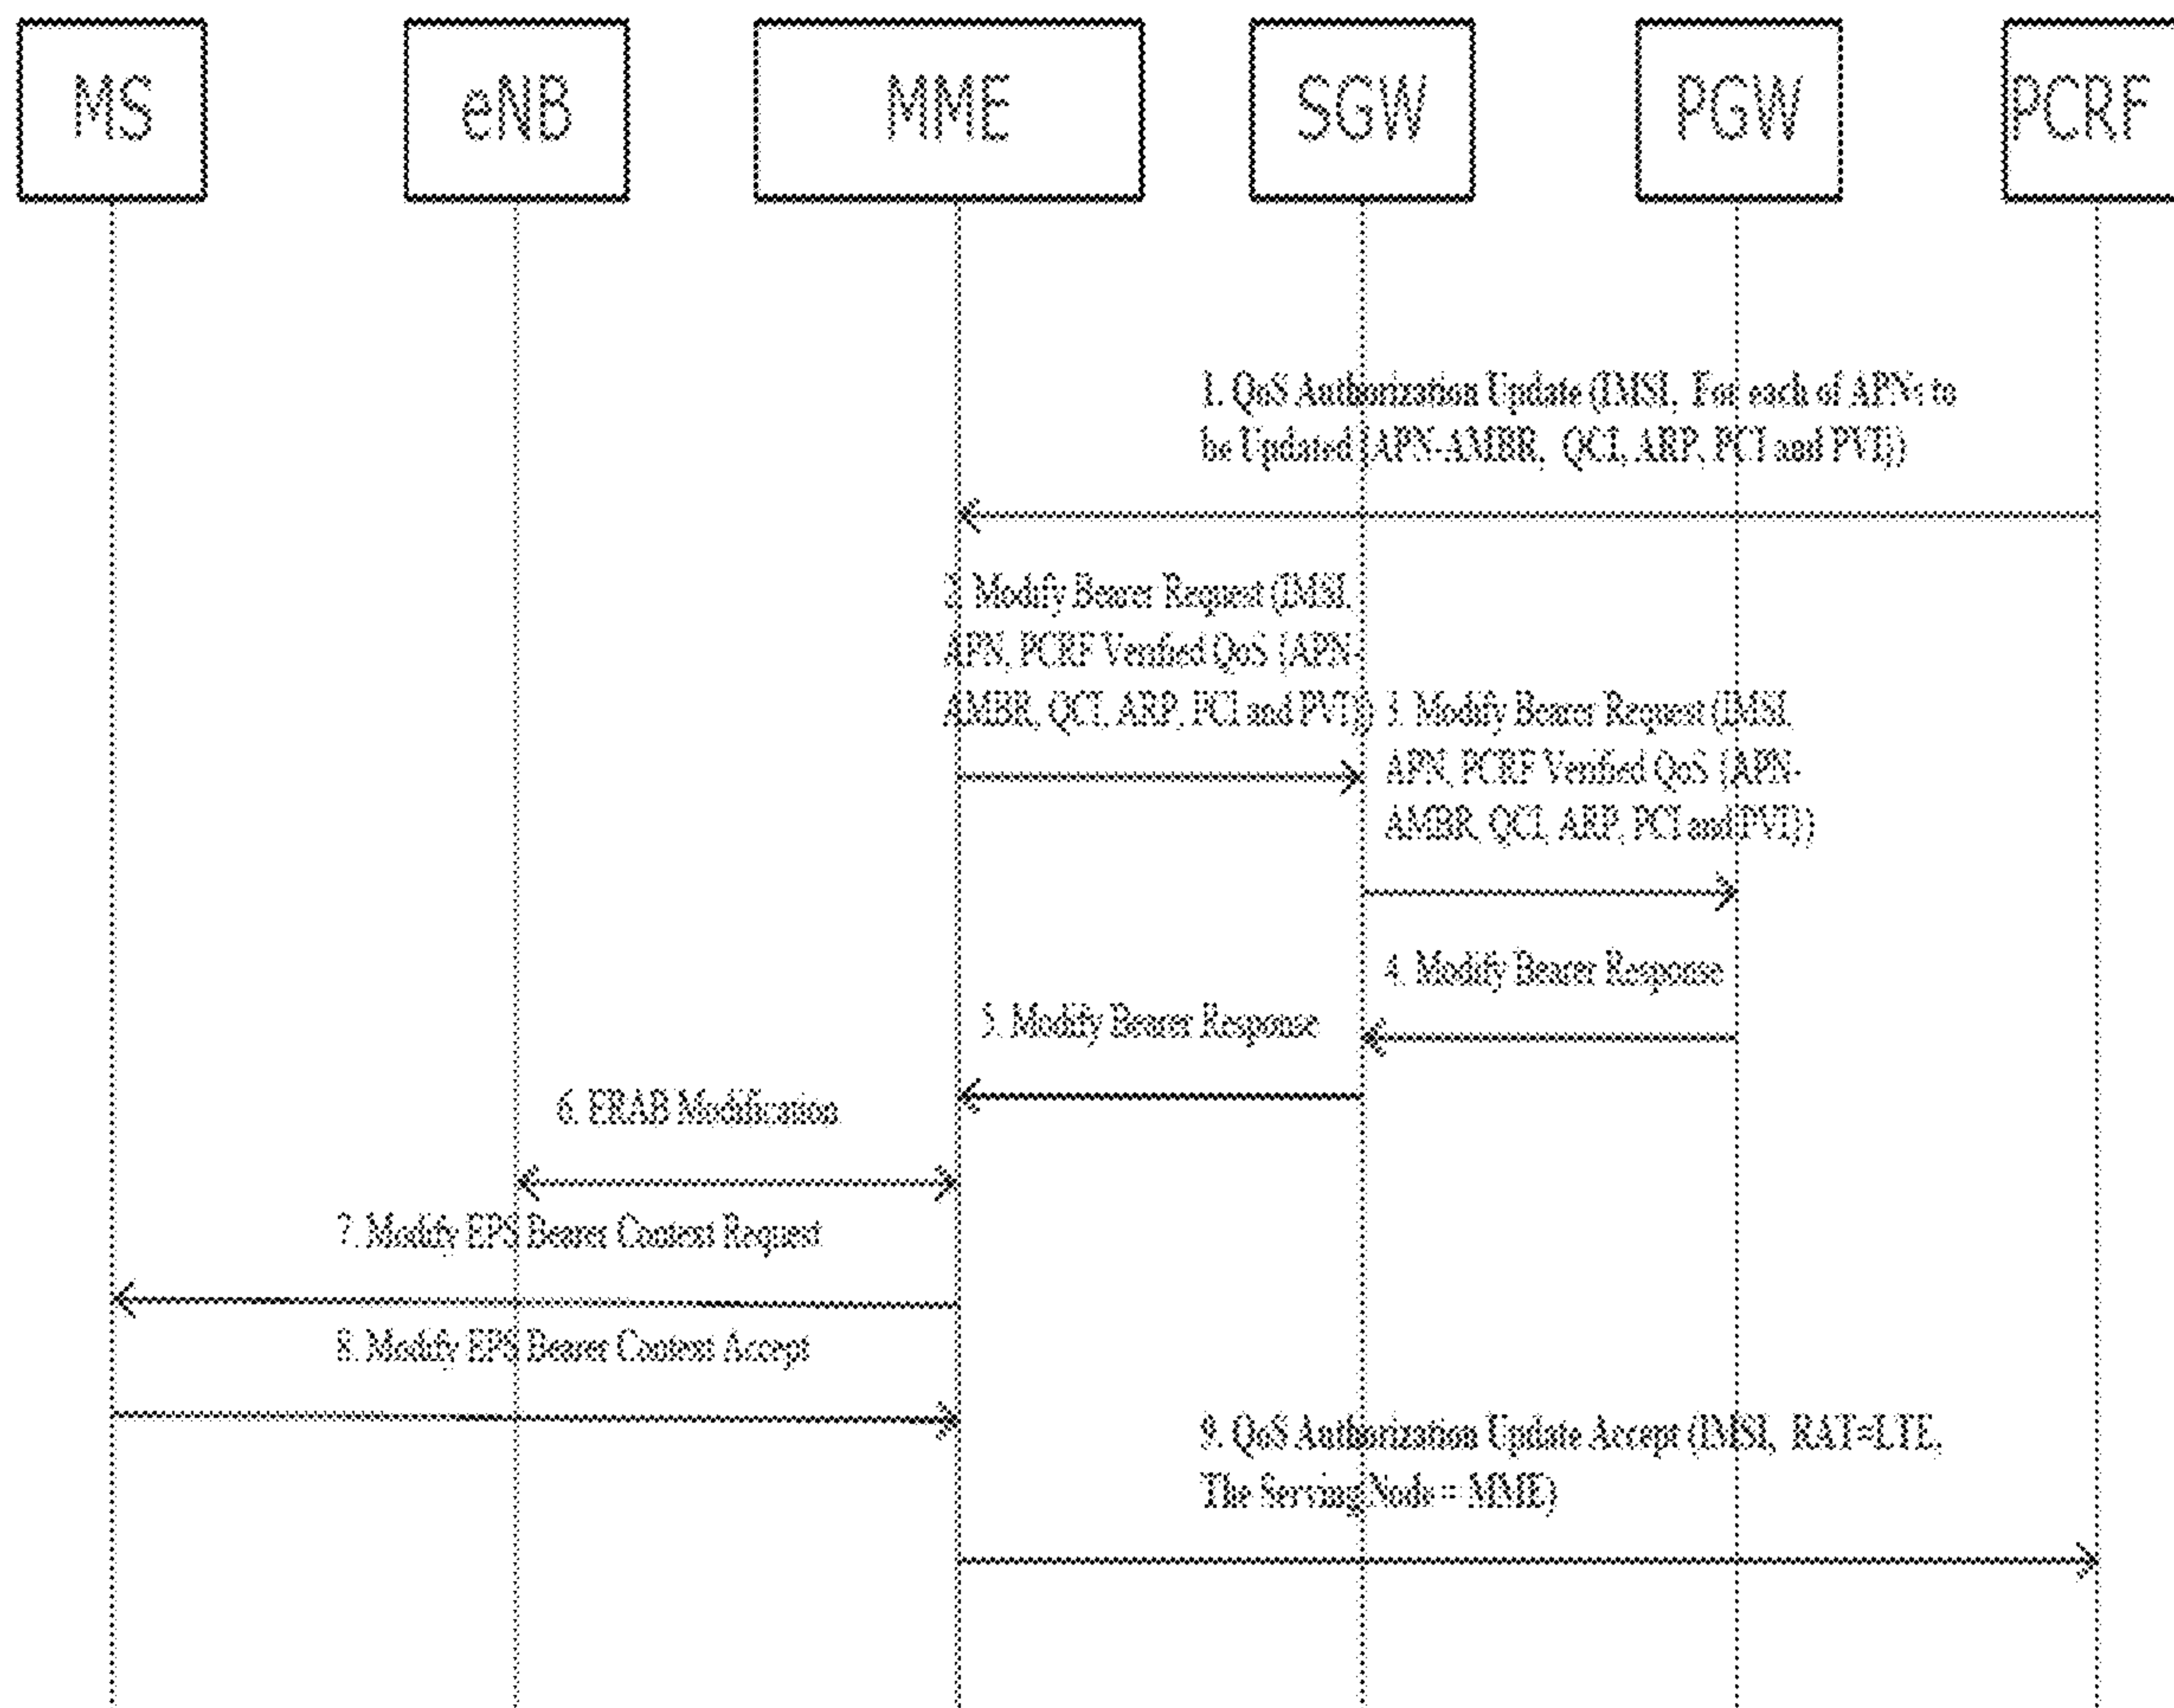 MS
eNB
MME
SGW
PGW
PCRF
1. QoS Authorization Update (IMSI, For each of APNs to
be Updated {APN-AMBR, QCI, ARP, PCI and PVI})
2. Modify Bearer Request (IMSI,
APN, PCRF Verified QoS {APN-
AMBR, QCI, ARP, PCI and PVI})
3. Modify Bearer Request (IMSI,
APN, PCRF Verified QoS {APN-
AMBR, QCI, ARP, PCI and PVI})
4. Modify Bearer Response
5. Modify Bearer Response
6. ERAB Modification
7. Modify EPS Bearer Context Request
8. Modify EPS Bearer Context Accept
9. QoS Authorization Update Accept (IMSI, RAT=LTE,
The Serving Node = MME)